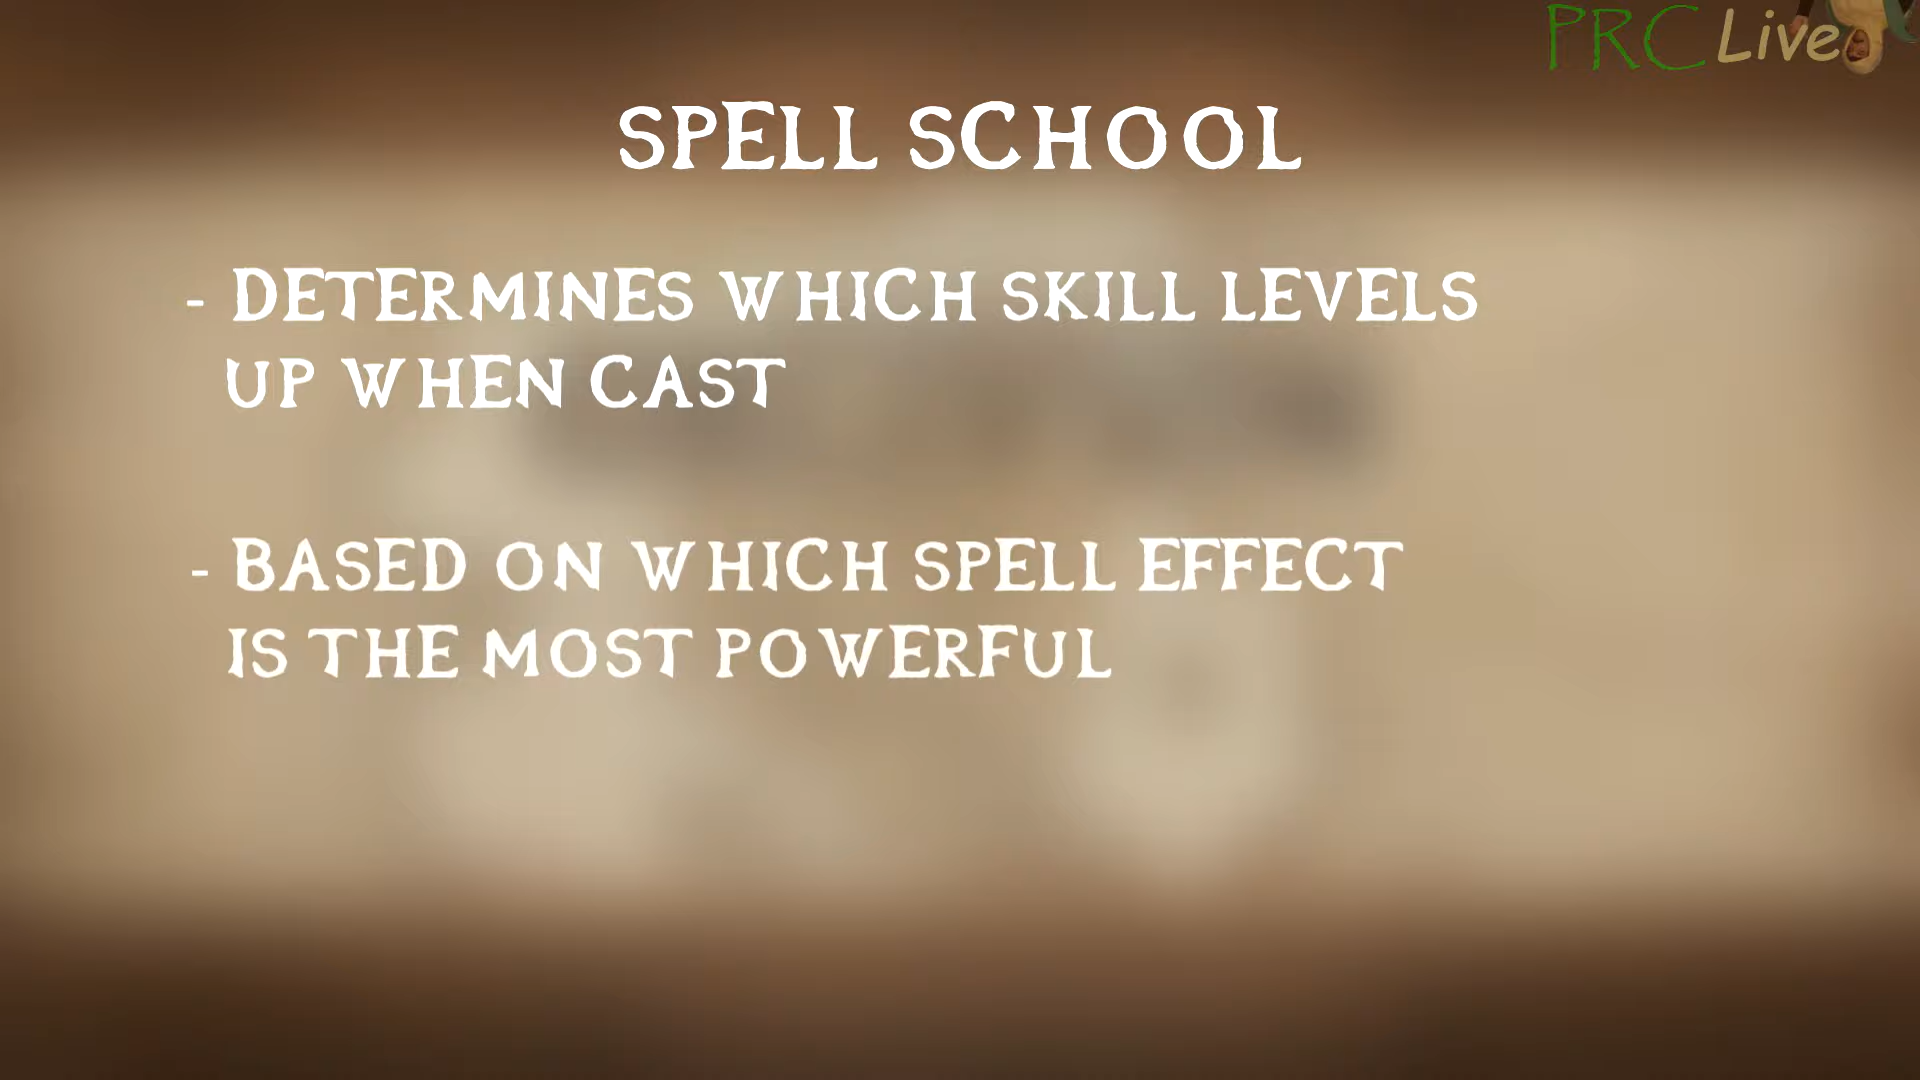 PRC Live
SPELL SCHOOL
- DETERMINES WHICH SKILL LEVELS
UP WHEN CAST
- BASED ON WHICH SPELL EFFECT
IS THE MOST POWERFUL